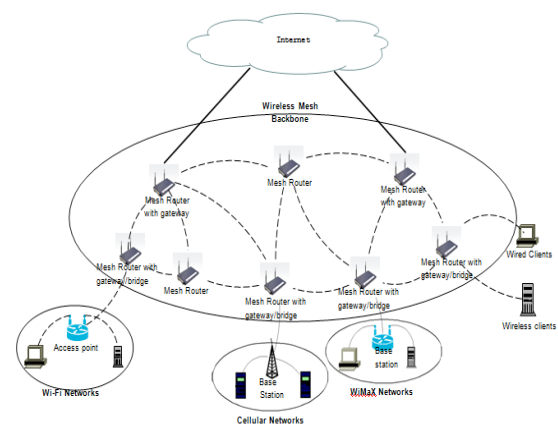 Internet
Wireless Mesh
Backbone
Mesh Router
Mesh Router
with gateway
Mesh Router
with gateway
Mesh Router with
gateway/bridge
Mesh Router
Mesh Router with
gateway/bridge
Mesh Router with
gateway/bridge
Mesh Router with
gateway/bridge
Wired Clients
Wireless clients
Access point
Wi-Fi Networks
Base
Station
Cellular Networks
Base
station
WiMaX Networks